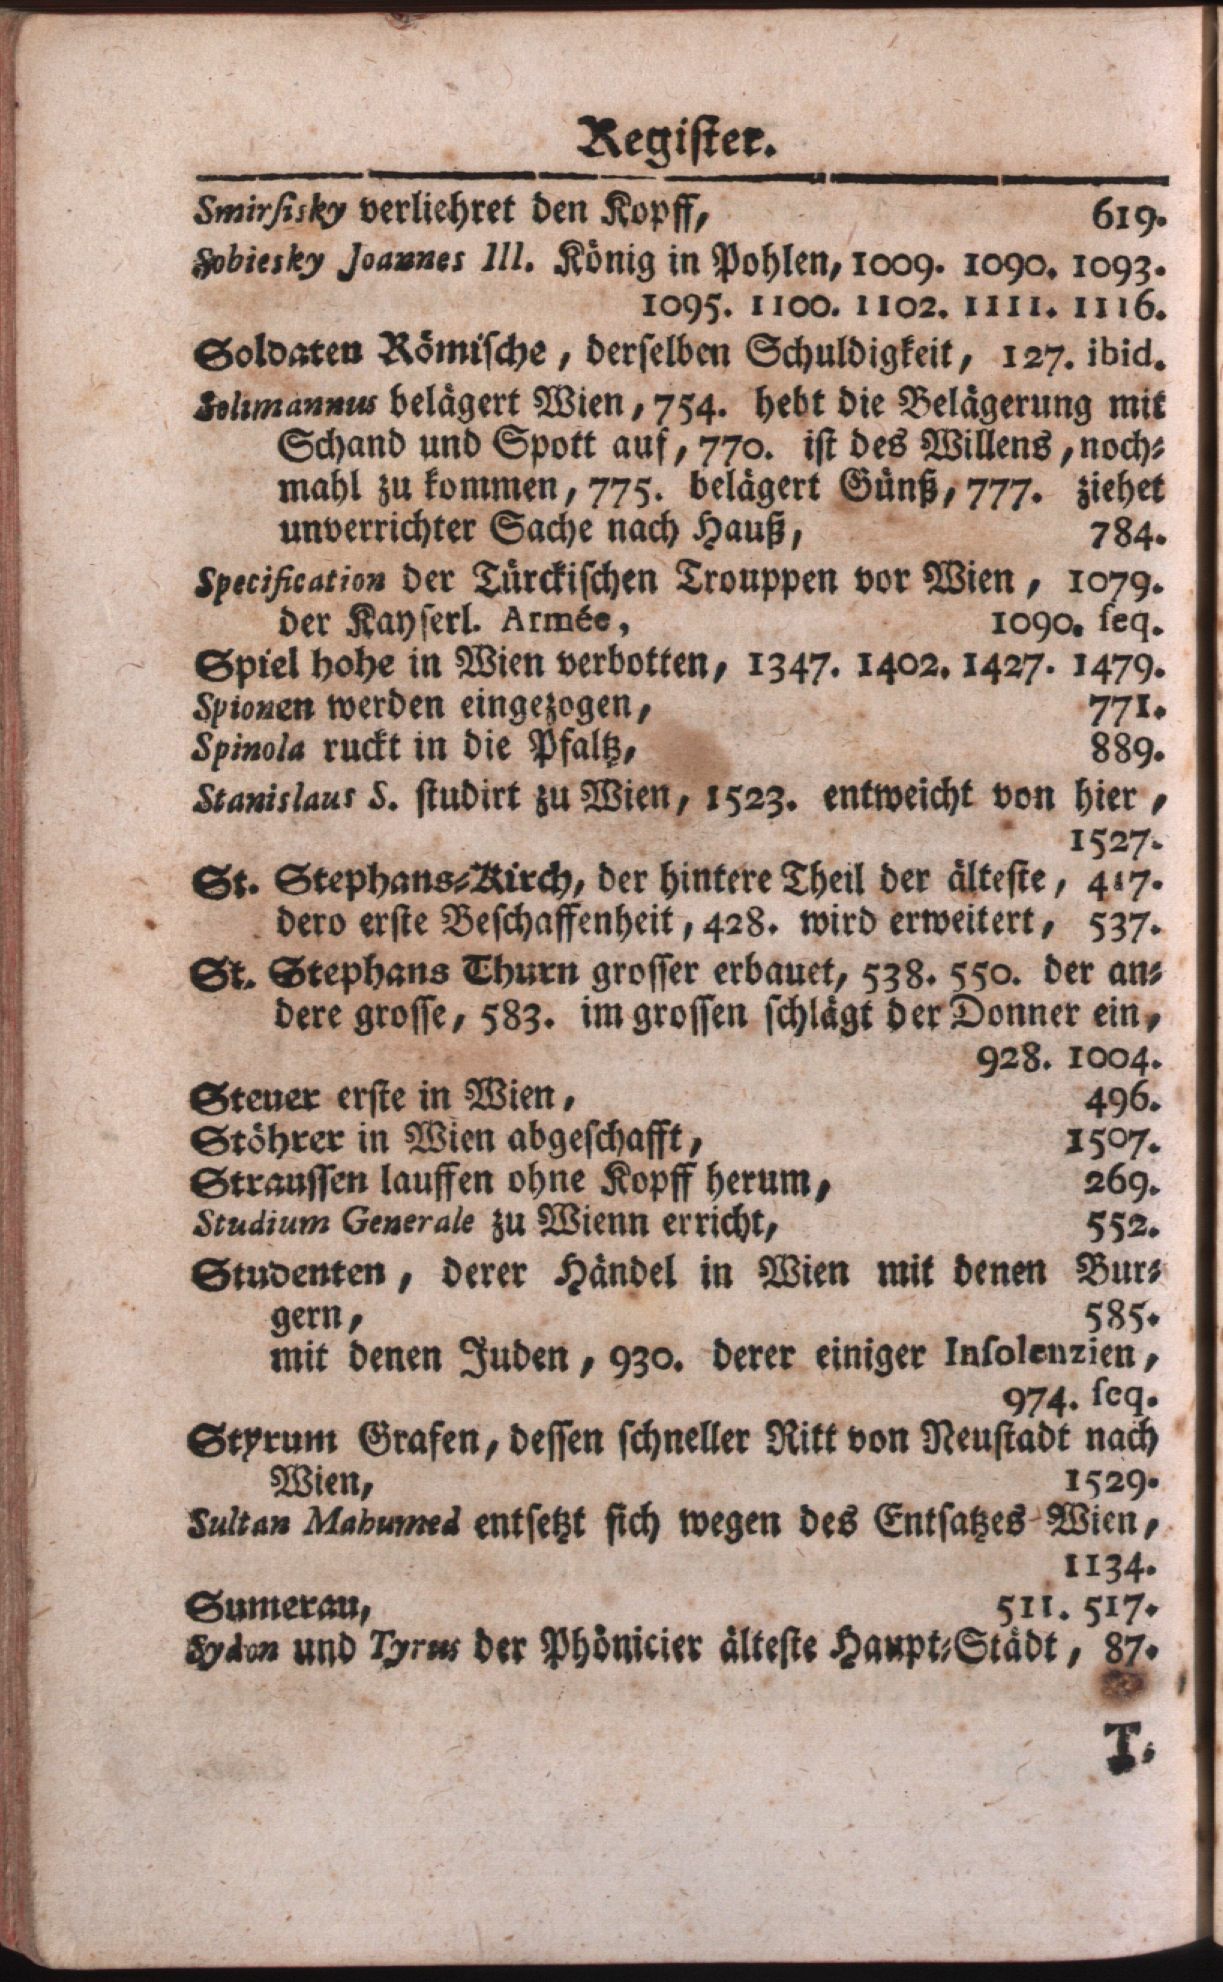 Register.
Smirsisky verliehret den Kopff, 619.
Sobiesky Joannes III. König in Pohlen, 1009. 1090. 1093.
1095. 1100. 1102. 1111. 1116.
Soldaten Römische, derselben Schuldigkeit, 127. ibid.
Solimannus belägert Wien, 754. hebt die Belägerung mit
Schand und Spott auf, 770. ist des Willens, noch-
mahl zu kommen, 775. belägert Günß, 777. ziehet
unverrichter Sache nach Hauß, 784.
Specification der Türckischen Trouppen vor Wien, 1079.
der Kayserl. Armée, 1090. seq.
Spiel hohe in Wien verbotten, 1347. 1402. 1427. 1479.
Spionen werden eingezogen, 771.
Spinola ruckt in die Pfaltz, 889.
Stanislaus S. studirt zu Wien, 1523. entweicht von hier,
1527.
St. Stephans-Kirch, der hintere Theil der älteste, 417.
dero erste Beschaffenheit, 428. wird erweitert, 537.
St. Stephans Thurn grosser erbauet, 538. 550. der an-
dere grosse, 583. im grossen schlägt der Donner ein,
928. 1004.
Steuer erste in Wien, 496.
Stöhrer in Wien abgeschafft, 1507.
Straussen lauffen ohne Kopff herum, 269.
Studium Generale zu Wienn erricht, 552.
Studenten, derer Händel in Wien mit denen Bur-
gern, 585.
mit denen Juden, 930. derer einiger Insolenzien,
974. seq.
Styrum Grafen, dessen schneller Ritt von Neustadt nach
Wien, 1529.
Sultan Mahumed entsetzt sich wegen des Entsatzes Wien,
1134.
Sumerau, 511. 517.
Sydon und Tyrus der Phönicier älteste Haupt-Städt, 87.
T.